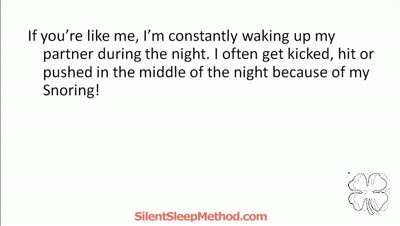 If you're like me, I'm constantly waking up my
partner during the night. I often get kicked, hit or
pushed in the middle of the night because of my
Snoring!
SilentSleepMethod.com